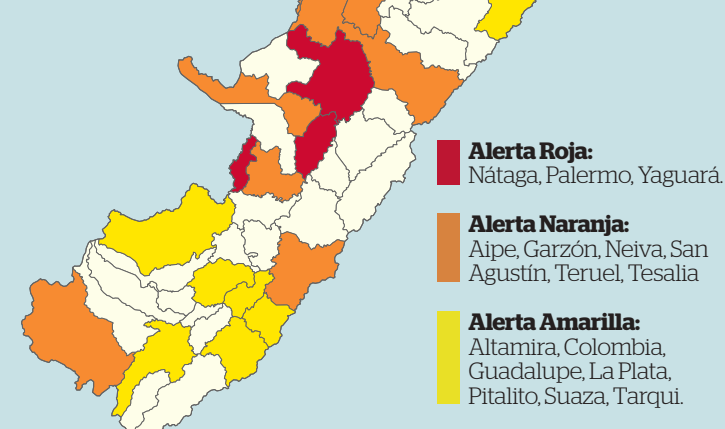 Alerta Roja:
Nátaga, Palermo, Yaguará.
Alerta Naranja:
Aipe, Garzón, Neiva, San
Agustín, Teruel, Tesalia
Alerta Amarilla:
Altamira, Colombia,
Guadalupe, La Plata,
Pitalito, Suaza, Tarqui.